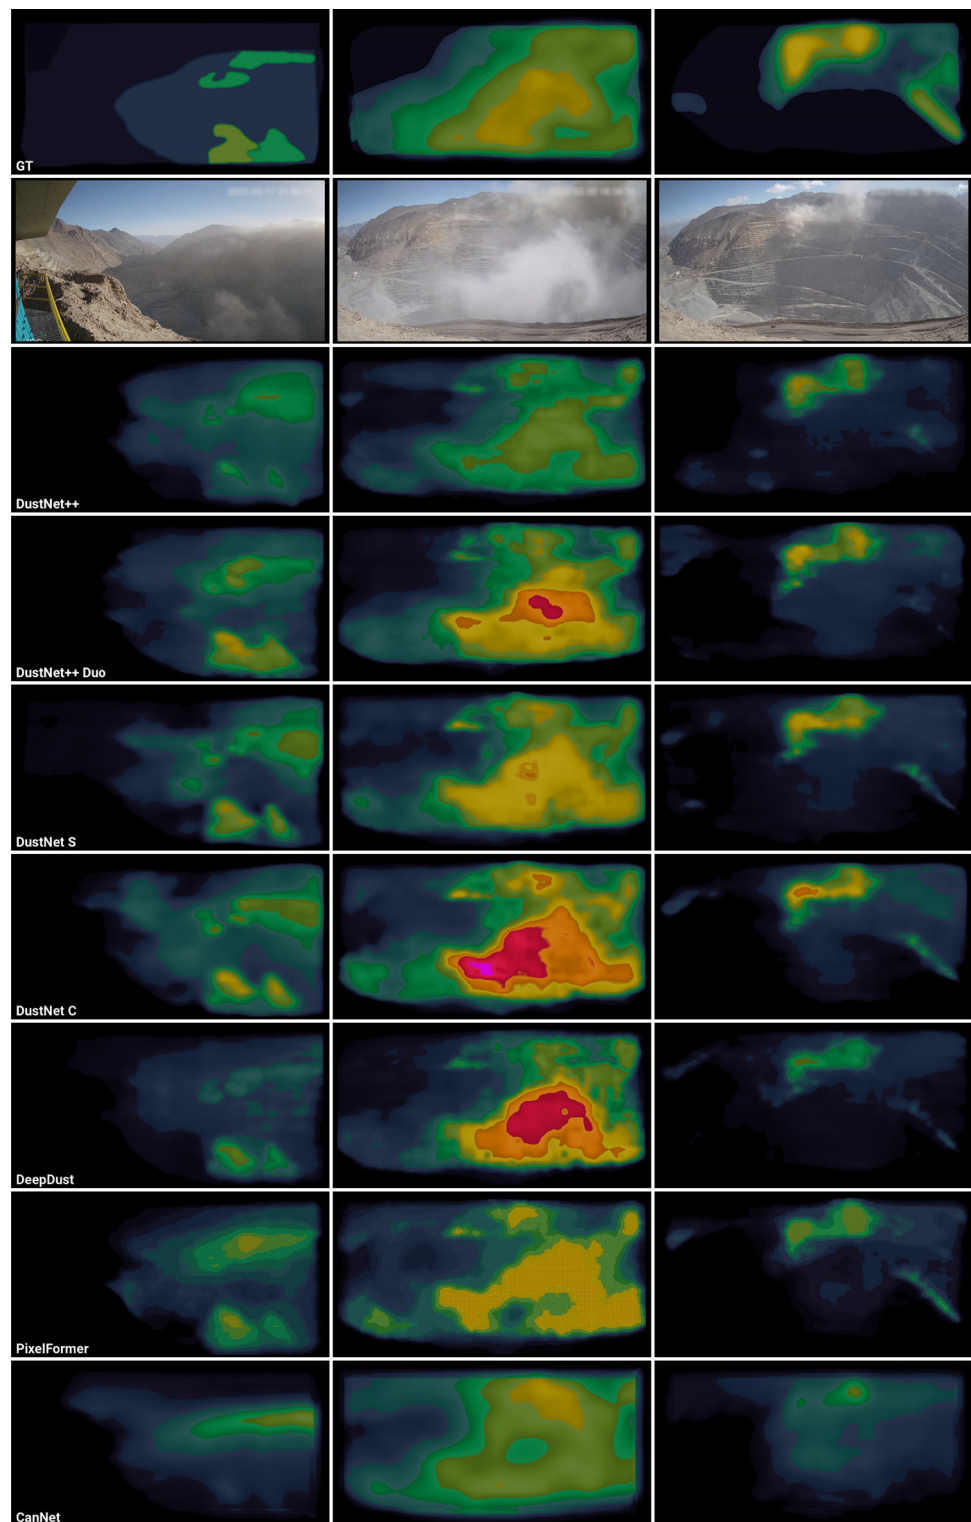 GT
DustNet++
DustNet++ Duo
DustNet S
DustNet C
DeepDust
PixelFormer
CanNet